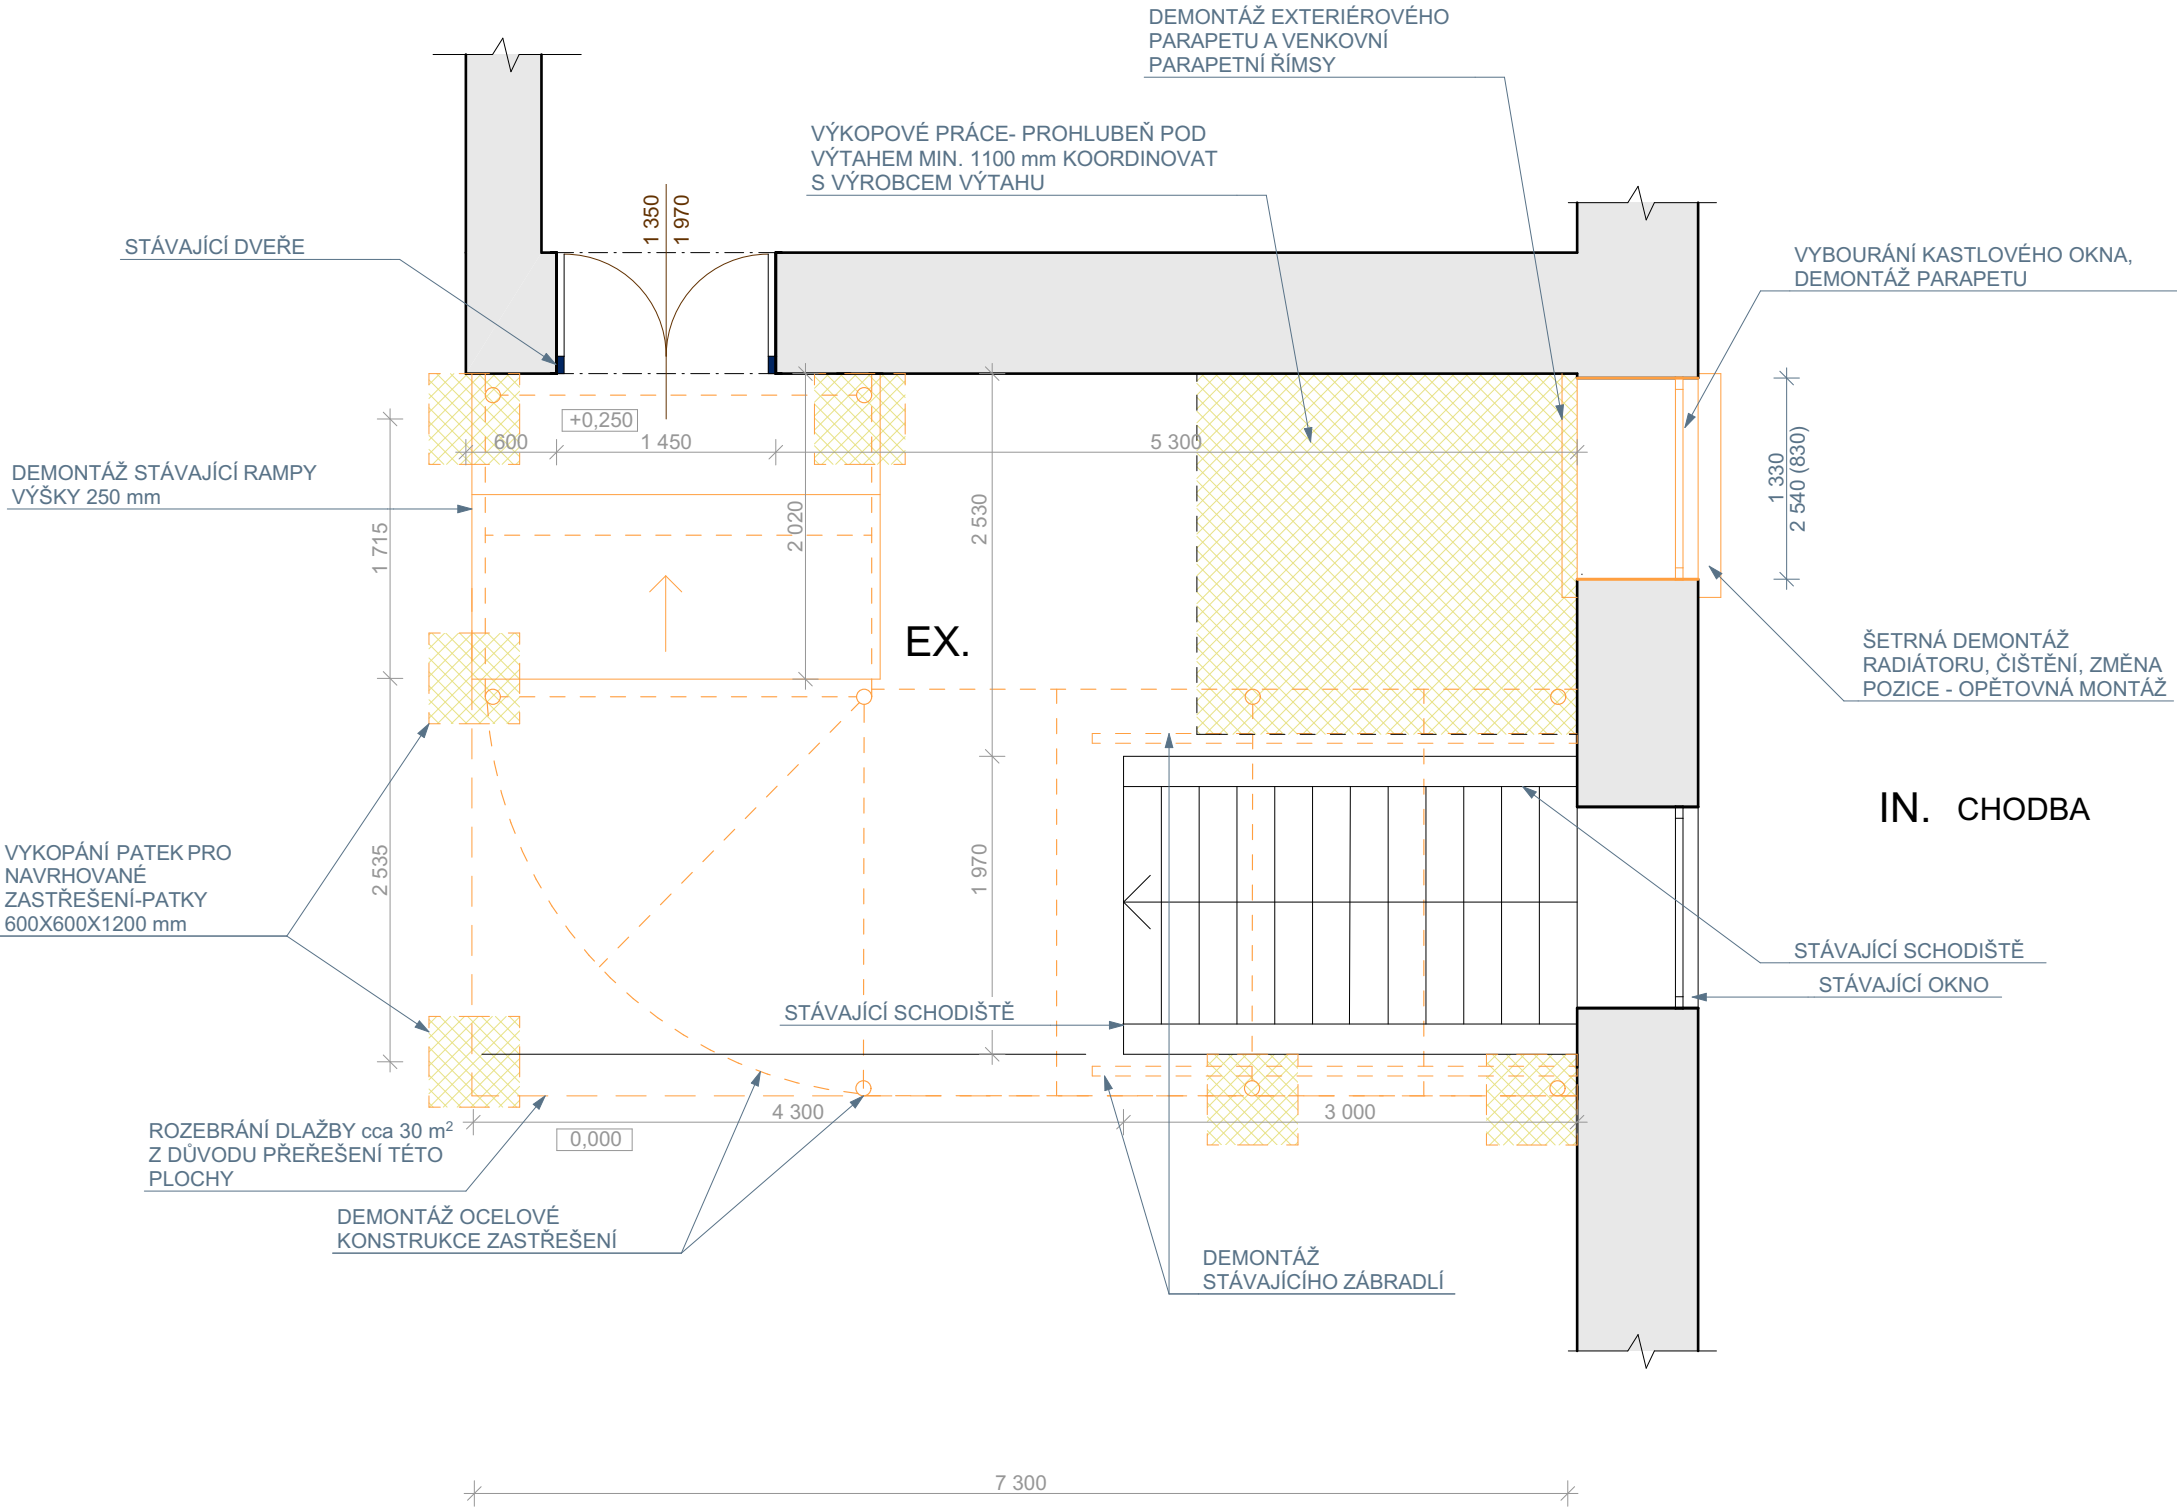 DEMONTÁŽ EXTERIÉROVÉHO
PARAPETU A VENKOVNÍ
PARAPETNÍ ŘÍMSY
VÝKOPOVÉ PRÁCE- PROHLUBEŇ POD
VÝTAHEM MIN. 1100 mm KOORDINOVAT
S VÝROBCEM VÝTAHU
1 350
1 970
STÁVAJÍCÍ DVEŘE
VYBOURÁNÍ KASTLOVÉHO OKNA,
DEMONTÁŽ PARAPETU
+0,250
600
1 450
5 300
DEMONTÁŽ STÁVAJÍCÍ RAMPY
VÝŠKY 250 mm
1 715
2 020
2 530
1 330
2 540 (830)
EX.
ŠETRNÁ DEMONTÁŽ
RADIÁTORU, ČIŠTĚNÍ, ZMĚNA
POZICE - OPĚTOVNÁ MONTÁŽ
IN. CHODBA
VYKOPÁNÍ PATEK PRO
NAVRHOVANÉ
ZASTŘEŠENÍ-PATKY
600X600X1200 mm
2 535
1 970
STÁVAJÍCÍ SCHODIŠTĚ
STÁVAJÍCÍ OKNO
STÁVAJÍCÍ SCHODIŠTĚ
4 300
3 000
0,000
ROZEBRÁNÍ DLAŽBY cca 30 m²
Z DŮVODU PŘEŘEŠENÍ TÉTO
PLOCHY
DEMONTÁŽ OCELOVÉ
KONSTRUKCE ZASTŘEŠENÍ
DEMONTÁŽ
STÁVAJÍCÍHO ZÁBRADLÍ
7 300